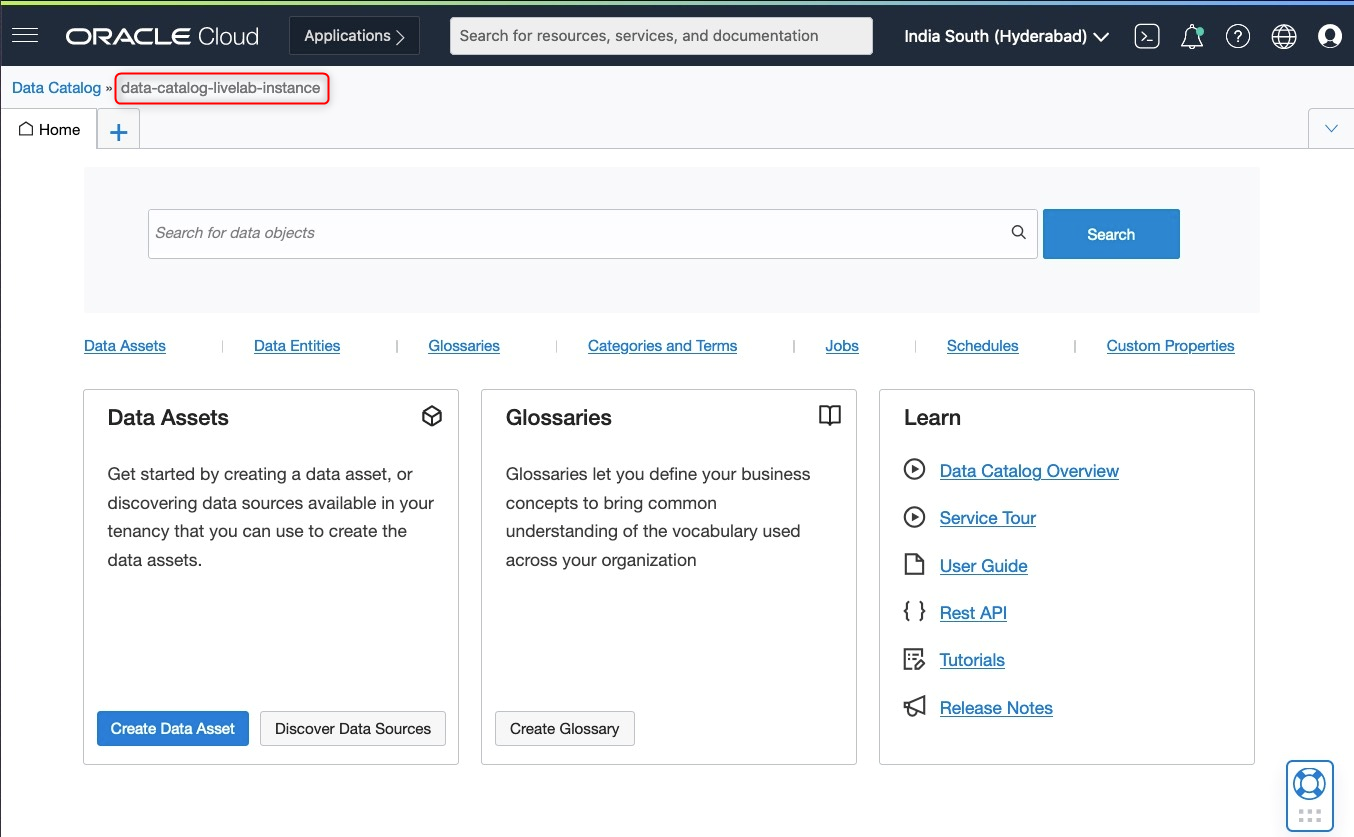 ORACLE Cloud Applications Search for resources, services, and documentation India South (Hyderabad)
Data Catalog » data-catalog-livelab-instance
Home
Search for data objects Search
Data Assets | Data Entities | Glossaries | Categories and Terms | Jobs | Schedules | Custom Properties
Data Assets
Get started by creating a data asset, or
discovering data sources available in your
tenancy that you can use to create the
data assets.
Create Data Asset Discover Data Sources
Glossaries
Glossaries let you define your business
concepts to bring common
understanding of the vocabulary used
across your organization
Create Glossary
Learn
Data Catalog Overview
Service Tour
User Guide
Rest API
Tutorials
Release Notes